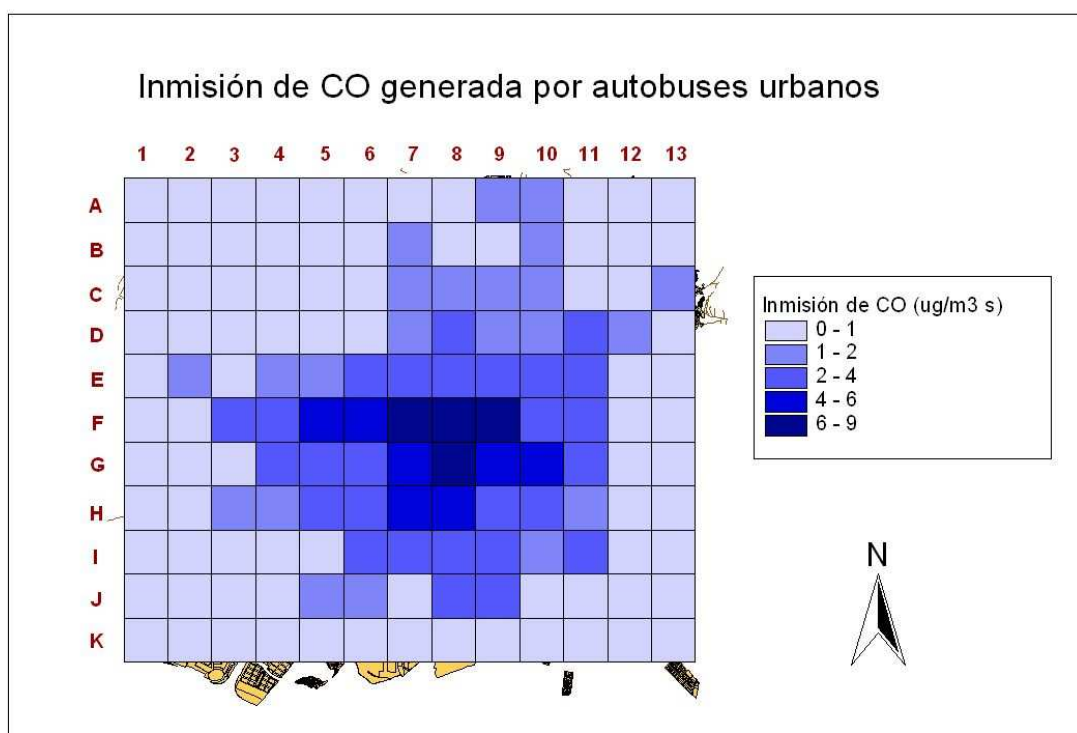 Inmisión de CO generada por autobuses urbanos
1 2 3 4 5 6 7 8 9 10 11 12 13
A
B
C
D
E
F
G
H
I
J
K
Inmisión de CO (ug/m3 s)
0 - 1
1 - 2
2 - 4
4 - 6
6 - 9
N